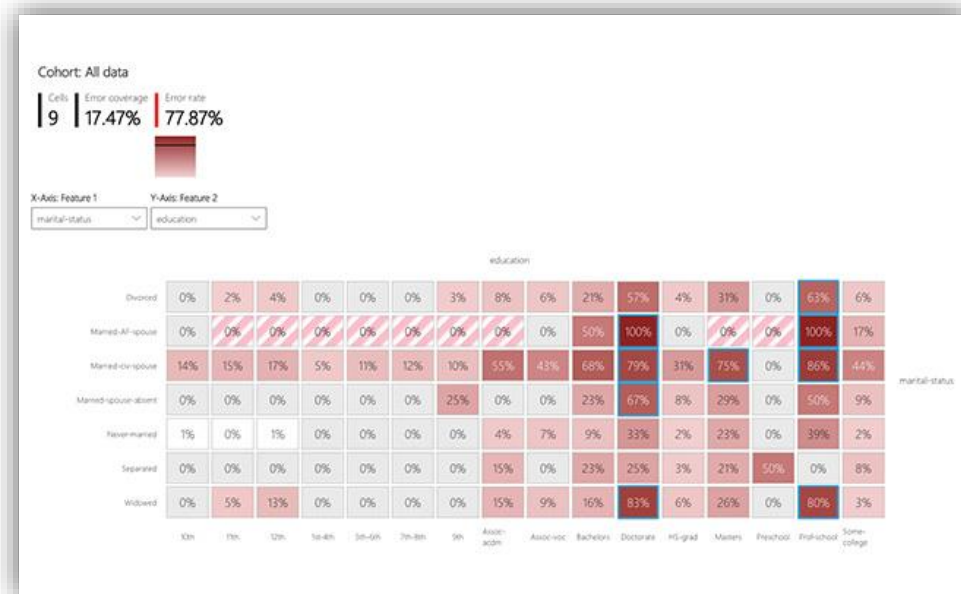 Cohort: All data
Cells Error coverage Error rate
9 17.47% 77.87%
X-Axis: Feature 1 Y-Axis: Feature 2
marital-status education
education
Divorced 0% 2% 4% 0% 0% 0% 3% 8% 6% 21% 57% 4% 31% 0% 63% 6%
Married-AF-spouse 0% 0% 0% 0% 0% 0% 0% 0% 0% 50% 100% 0% 0% 0% 100% 17%
Married-civ-spouse 14% 15% 17% 5% 11% 12% 10% 55% 43% 68% 79% 31% 75% 0% 86% 44%
marital-status
Married-spouse-absent 0% 0% 0% 0% 0% 0% 25% 0% 0% 23% 67% 8% 29% 0% 50% 9%
Never-married 1% 0% 1% 0% 0% 0% 0% 4% 7% 9% 33% 2% 23% 0% 39% 2%
Separated 0% 0% 0% 0% 0% 0% 0% 15% 0% 23% 25% 3% 21% 50% 0% 8%
Widowed 0% 5% 13% 0% 0% 0% 0% 15% 9% 16% 83% 6% 26% 0% 80% 3%
10th 11th 12th 1st-4th 5th-6th 7th-8th 9th Assoc-acdm Assoc-voc Bachelors Doctorate HS-grad Masters Preschool Prof-school Some-college